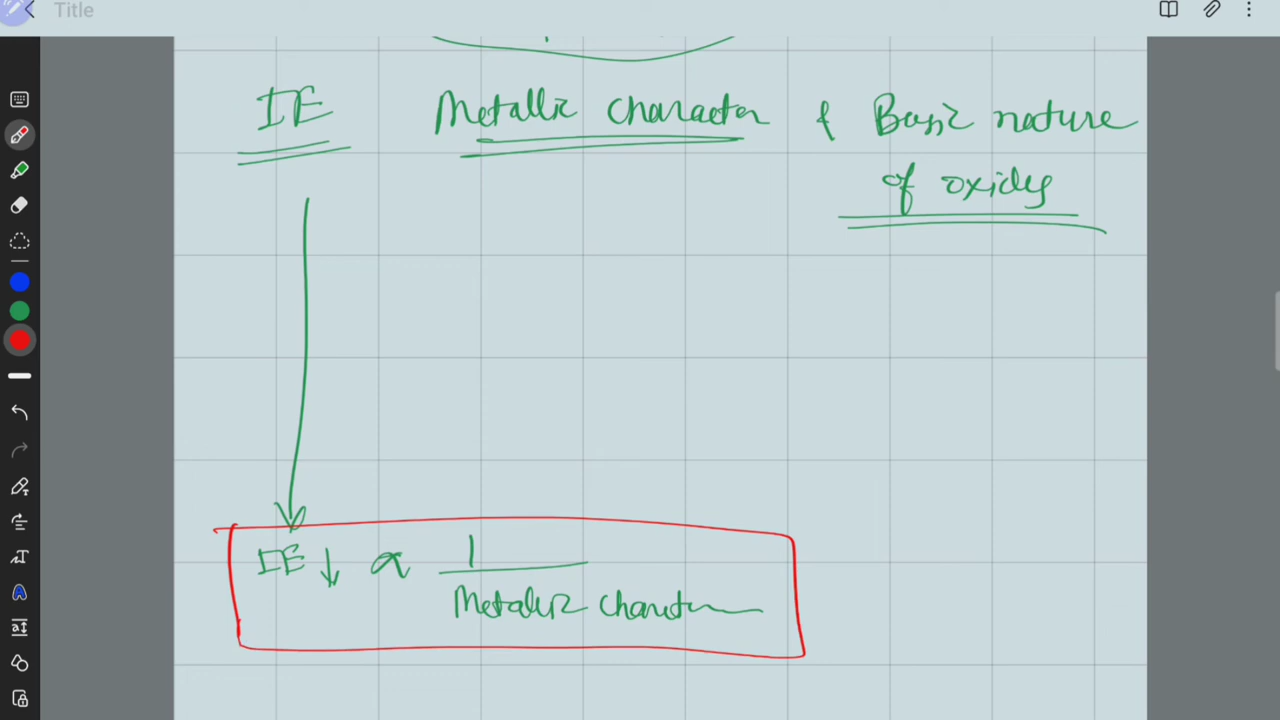 Title
IE Metallic character & Basic nature
of oxides
IE ↓ ∝ 1
Metallic character